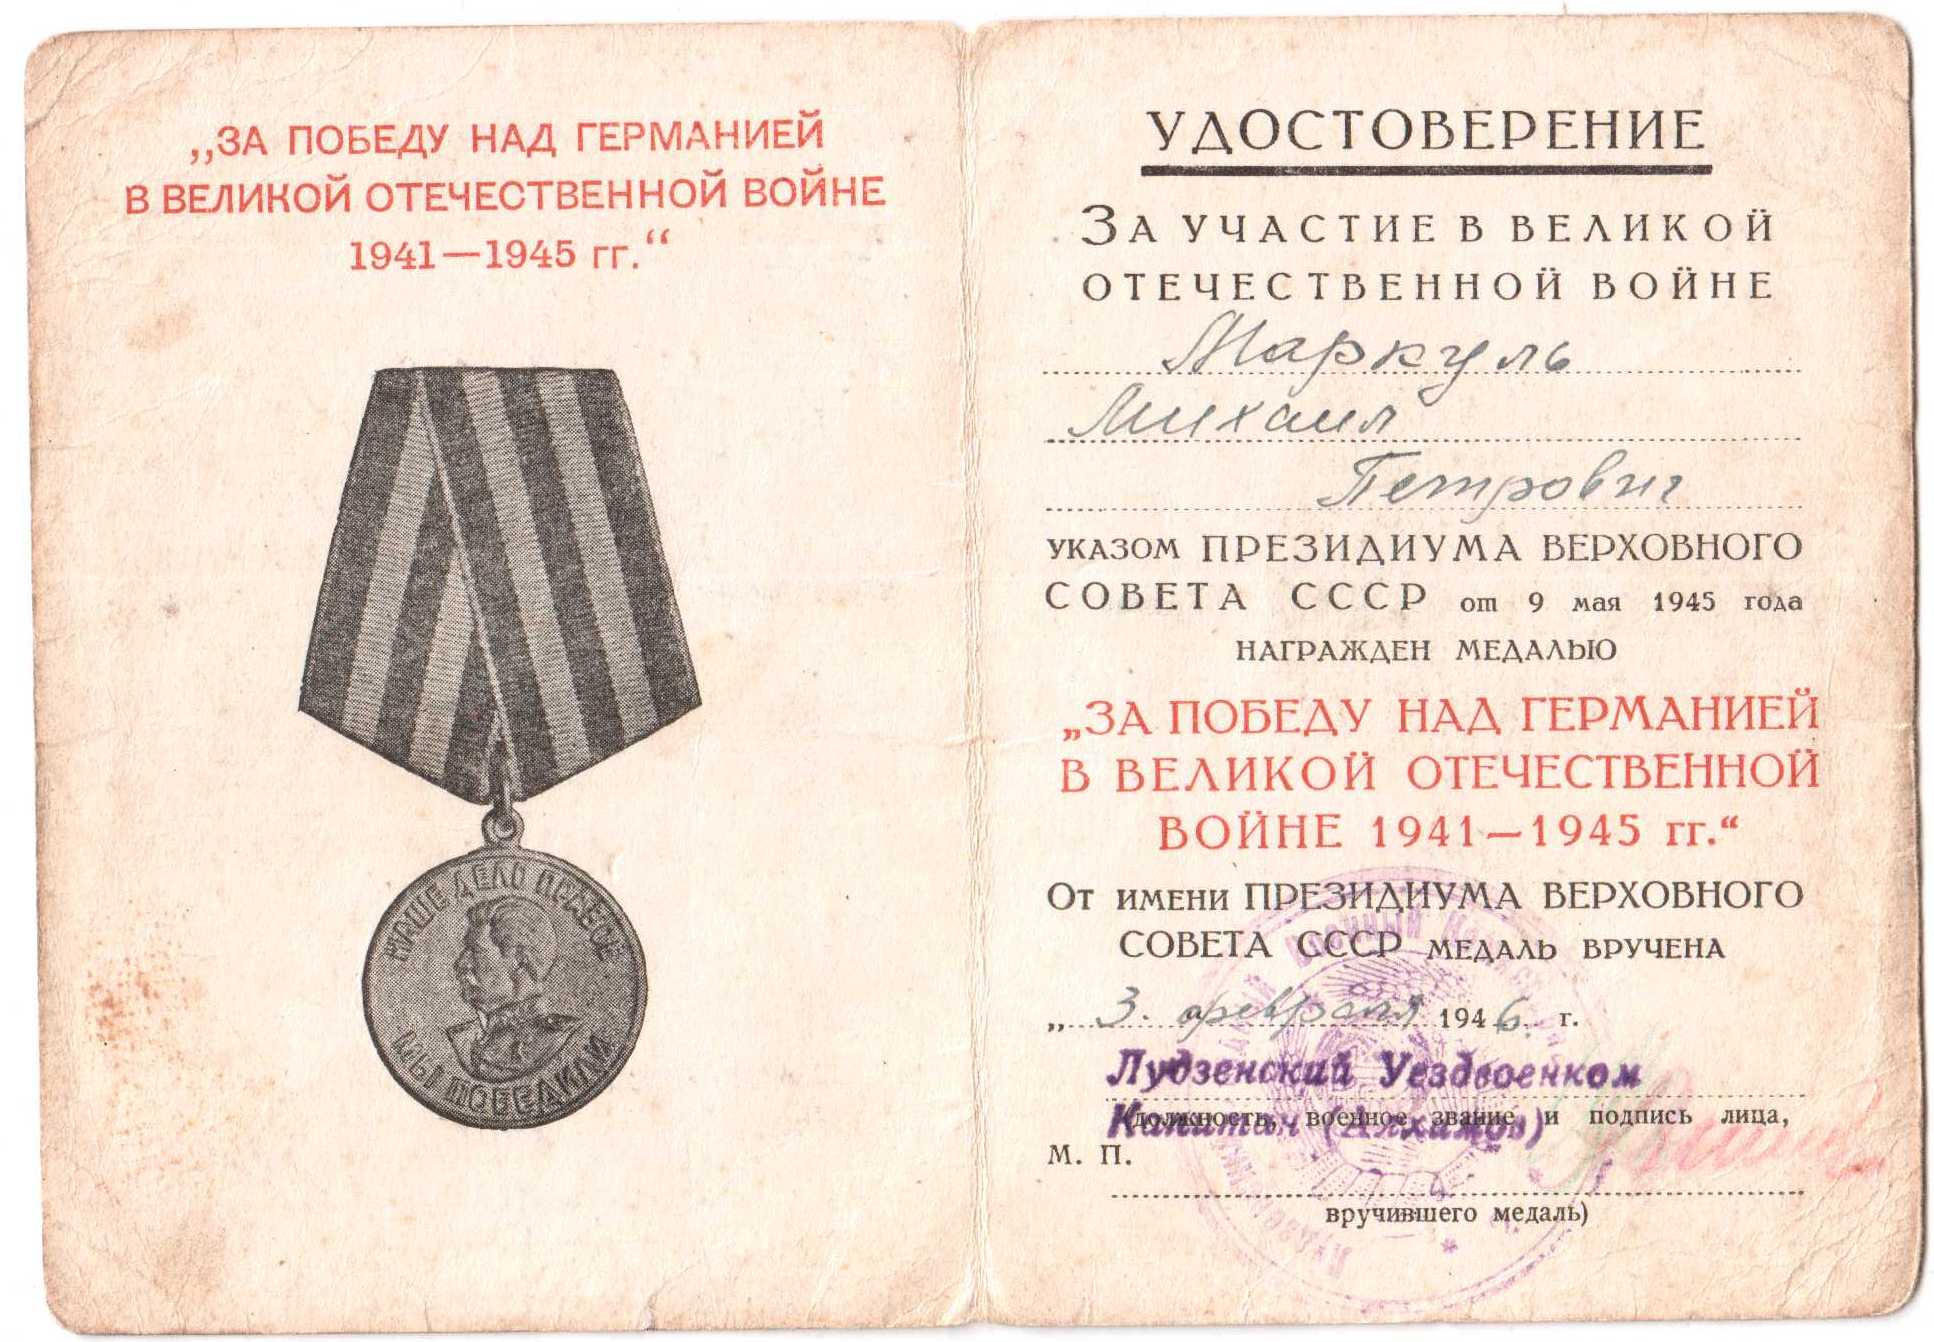 „ЗА ПОБЕДУ НАД ГЕРМАНИЕЙ
В ВЕЛИКОЙ ОТЕЧЕСТВЕННОЙ ВОЙНЕ
1941—1945 гг.“
НАШЕ ДЕЛО ПРАВОЕ
МЫ ПОБЕДИЛИ
УДОСТОВЕРЕНИЕ
ЗА УЧАСТИЕ В ВЕЛИКОЙ
ОТЕЧЕСТВЕННОЙ ВОЙНЕ
Маркуль
Михаил
Петрович
УКАЗОМ ПРЕЗИДИУМА ВЕРХОВНОГО
СОВЕТА СССР от 9 мая 1945 года
НАГРАЖДЕН МЕДАЛЬЮ
„ЗА ПОБЕДУ НАД ГЕРМАНИЕЙ
В ВЕЛИКОЙ ОТЕЧЕСТВЕННОЙ
ВОЙНЕ 1941—1945 гг.“
ОТ ИМЕНИ ПРЕЗИДИУМА ВЕРХОВНОГО
СОВЕТА СССР МЕДАЛЬ ВРУЧЕНА
„3. февраля 1946 г.
Лудзенский Уездвоенком
Капитан (Алхамов)
(должность, военное звание и подпись лица,
М. П.
вручившего медаль)